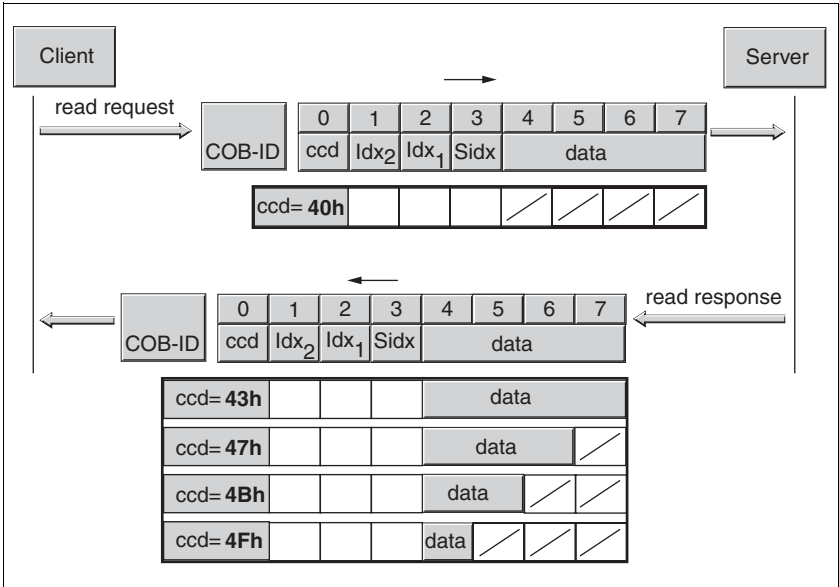 Client
Server
read request
COB-ID
0 1 2 3 4 5 6 7
ccd Idx2 Idx1 Sidx data
ccd= 40h
read response
COB-ID
0 1 2 3 4 5 6 7
ccd Idx2 Idx1 Sidx data
ccd= 43h data
ccd= 47h data
ccd= 4Bh data
ccd= 4Fh data